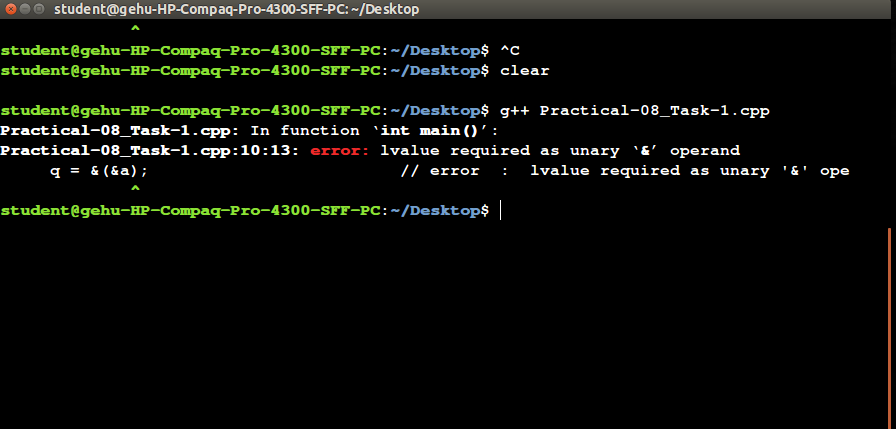 student@gehu-HP-Compaq-Pro-4300-SFF-PC: ~/Desktop
^
student@gehu-HP-Compaq-Pro-4300-SFF-PC:~/Desktop$ ^C
student@gehu-HP-Compaq-Pro-4300-SFF-PC:~/Desktop$ clear
student@gehu-HP-Compaq-Pro-4300-SFF-PC:~/Desktop$ g++ Practical-08_Task-1.cpp
Practical-08_Task-1.cpp: In function ‘int main()’:
Practical-08_Task-1.cpp:10:13: error: lvalue required as unary ‘&’ operand
q = &(&a); // error : lvalue required as unary '&' ope
^
student@gehu-HP-Compaq-Pro-4300-SFF-PC:~/Desktop$